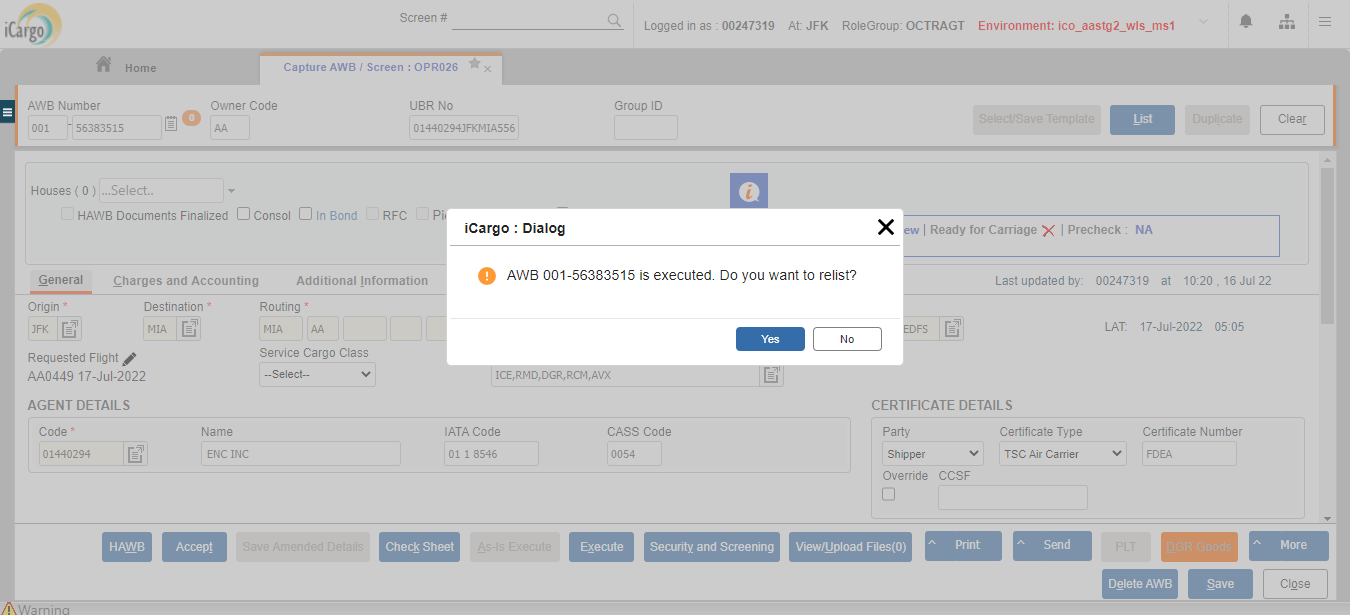 iCargo
Screen #
Logged in as : 00247319 At: JFK RoleGroup: OCTRAGT Environment: ico_aastg2_wls_ms1
Home
Capture AWB / Screen : OPR026
AWB Number Owner Code UBR No Group ID
001 - 56383515 0 AA 01440294JFKMIA556
Select/Save Template List Duplicate Clear
Houses ( 0 ) ...Select..
i
HAWB Documents Finalized Consol In Bond RFC
iCargo : Dialog
ew | Ready for Carriage | Precheck : NA
! AWB 001-56383515 is executed. Do you want to relist?
Yes No
General Charges and Accounting Additional Information
Last updated by: 00247319 at 10:20 , 16 Jul 22
Origin * Destination * Routing *
JFK MIA MIA AA EDFS
LAT: 17-Jul-2022 05:05
Requested Flight Service Cargo Class
AA0449 17-Jul-2022 --Select-- ICE,RMD,DGR,RCM,AVX
AGENT DETAILS
Code * Name IATA Code CASS Code
01440294 ENC INC 01 1 8546 0054
CERTIFICATE DETAILS
Party Certificate Type Certificate Number
Shipper TSC Air Carrier FDEA
Override CCSF
HAWB Accept Save Amended Details Check Sheet As-Is Execute Execute Security and Screening View/Upload Files(0) Print Send PLT DGR Goods More
Delete AWB Save Close
Warning